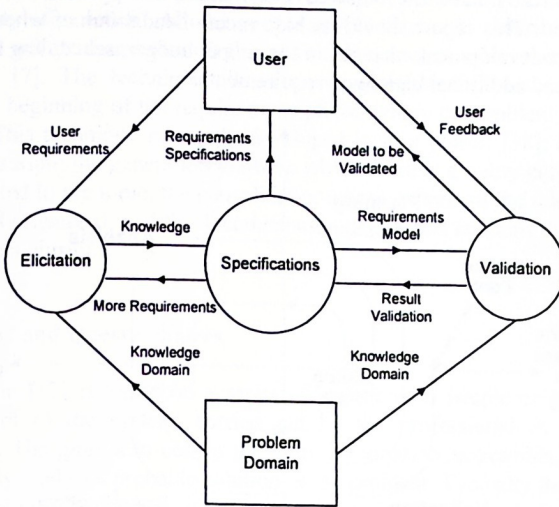 User
User
Requirements
Requirements
Specifications
Model to be
Validated
User
Feedback
Knowledge
Requirements
Model
Elicitation
Specifications
Validation
More Requirements
Result
Validation
Knowledge
Domain
Knowledge
Domain
Problem
Domain